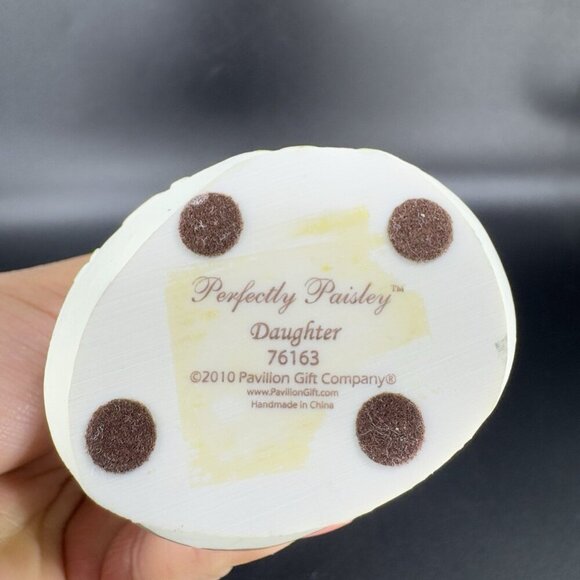 Perfectly Paisley™
Daughter
76163
©2010 Pavilion Gift Company®
www.PavilionGift.com
Handmade in China